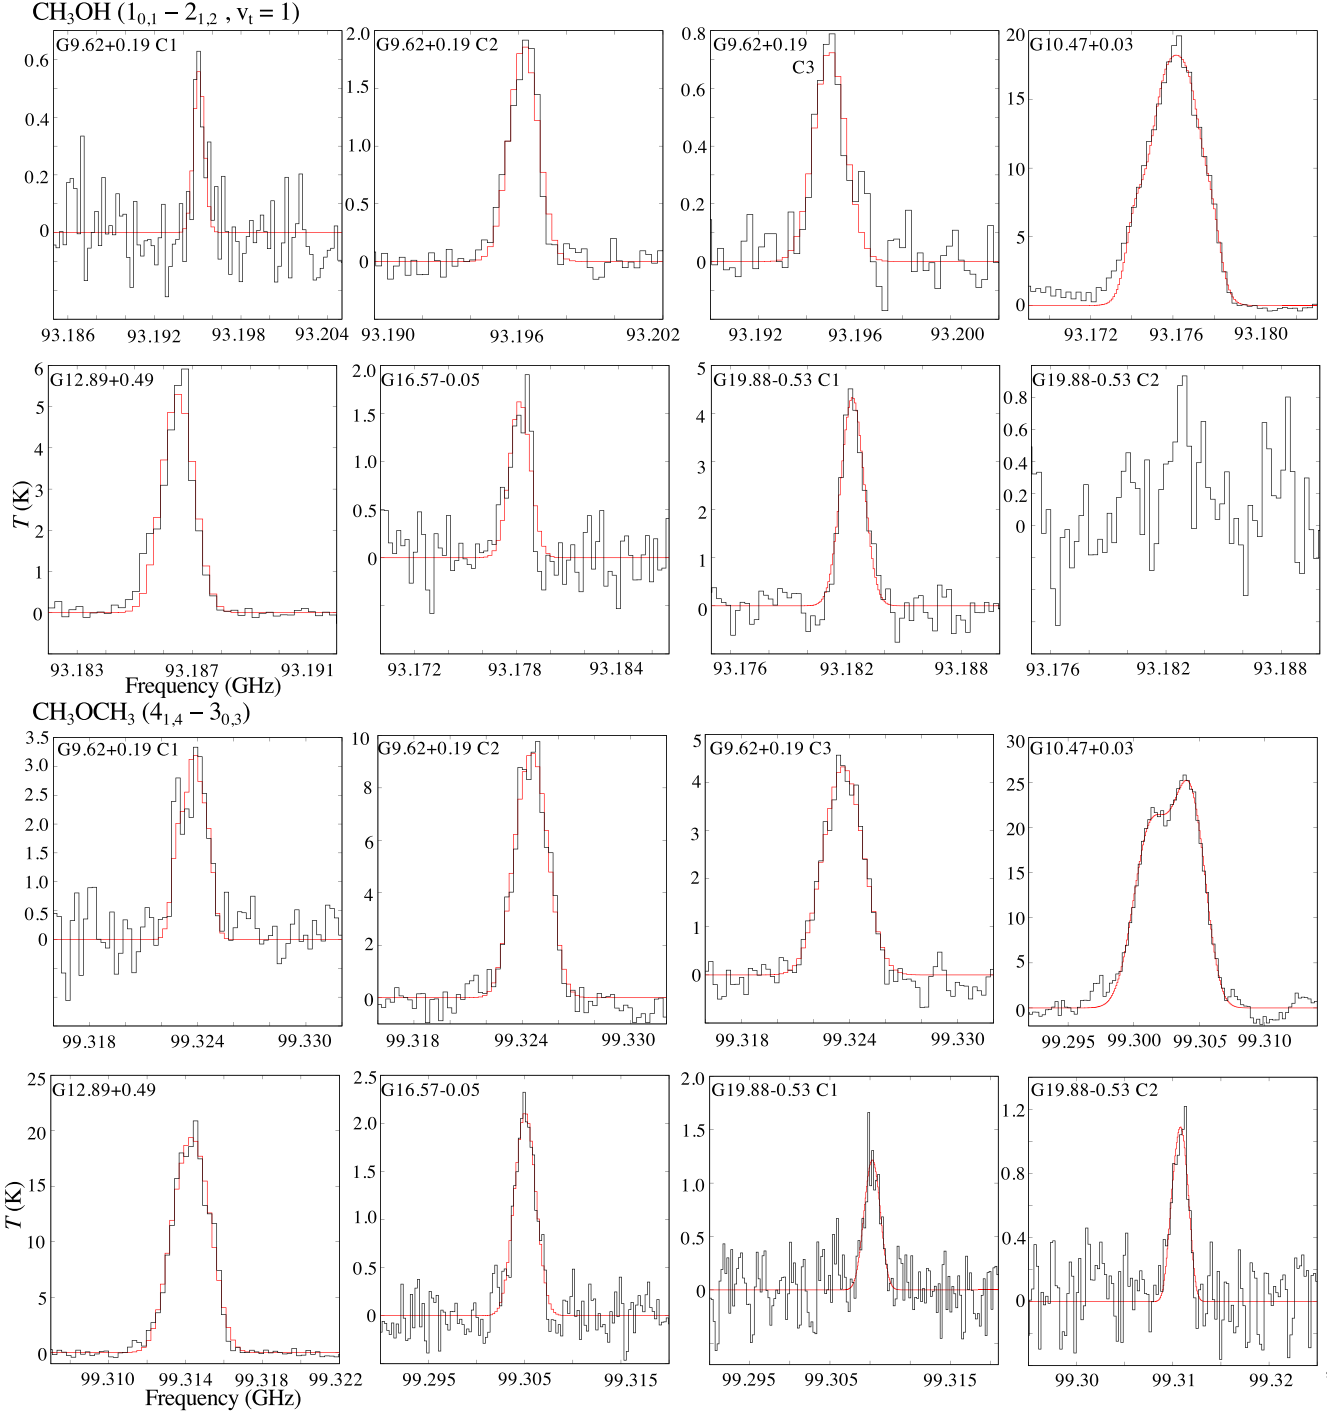 CH3OH (1_0,1 − 2_1,2 , v_t = 1)
G9.62+0.19 C1
0.6
0.4
0.2
0
93.186 93.192 93.198 93.204
G9.62+0.19 C2
2.0
1.5
1.0
0.5
0
93.190 93.196 93.202
G9.62+0.19
C3
0.8
0.6
0.4
0.2
0
93.192 93.196 93.200
G10.47+0.03
20
15
10
5
0
93.172 93.176 93.180
G12.89+0.49
6
5
4
3
2
1
0
T (K)
93.183 93.187 93.191
Frequency (GHz)
G16.57-0.05
2.0
1.5
1.0
0.5
0
93.172 93.178 93.184
G19.88-0.53 C1
5
4
3
2
1
0
93.176 93.182 93.188
G19.88-0.53 C2
0.8
0.6
0.4
0.2
0
93.176 93.182 93.188
CH3OCH3 (4_1,4 − 3_0,3)
G9.62+0.19 C1
3.5
3.0
2.5
2.0
1.5
1.0
0.5
0
99.318 99.324 99.330
G9.62+0.19 C2
10
8
6
4
2
0
99.318 99.324 99.330
G9.62+0.19 C3
5
4
3
2
1
0
99.318 99.324 99.330
G10.47+0.03
30
25
20
15
10
5
0
99.295 99.300 99.305 99.310
G12.89+0.49
25
20
15
10
5
0
T (K)
99.310 99.314 99.318 99.322
Frequency (GHz)
G16.57-0.05
2.5
2.0
1.5
1.0
0.5
0
99.295 99.305 99.315
G19.88-0.53 C1
2.0
1.5
1.0
0.5
0
99.295 99.305 99.315
G19.88-0.53 C2
1.2
0.8
0.4
0
99.30 99.31 99.32